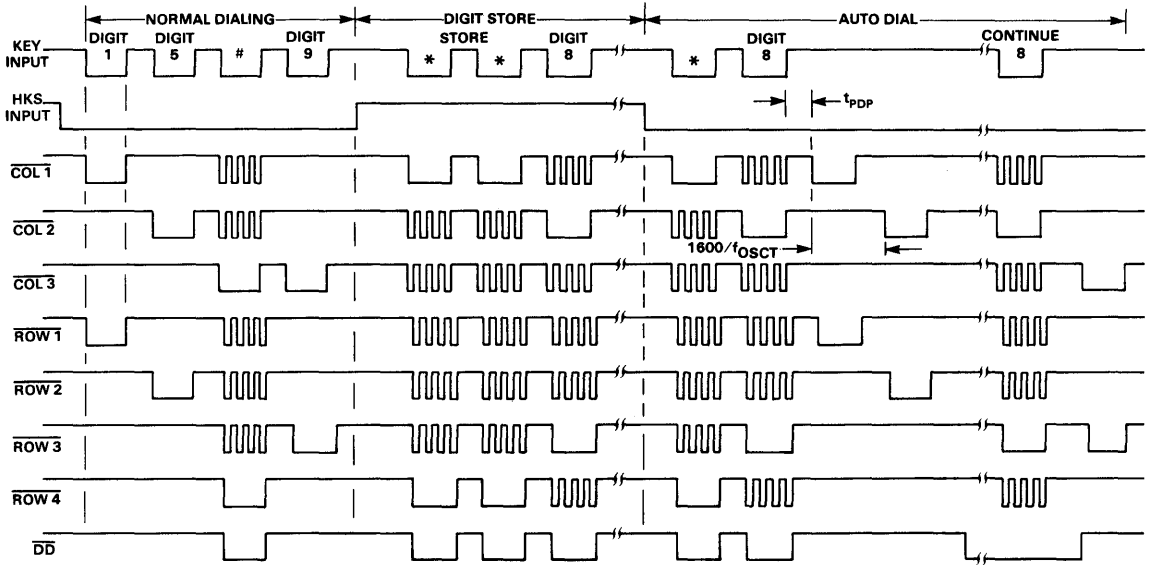 NORMAL DIALING DIGIT STORE AUTO DIAL
KEY INPUT
DIGIT 1
DIGIT 5
#
DIGIT 9
STORE
*
*
DIGIT 8
*
DIGIT 8
CONTINUE 8
HKS INPUT
tPDP
COL 1
COL 2
1600/fOSCT
COL 3
ROW 1
ROW 2
ROW 3
ROW 4
DD